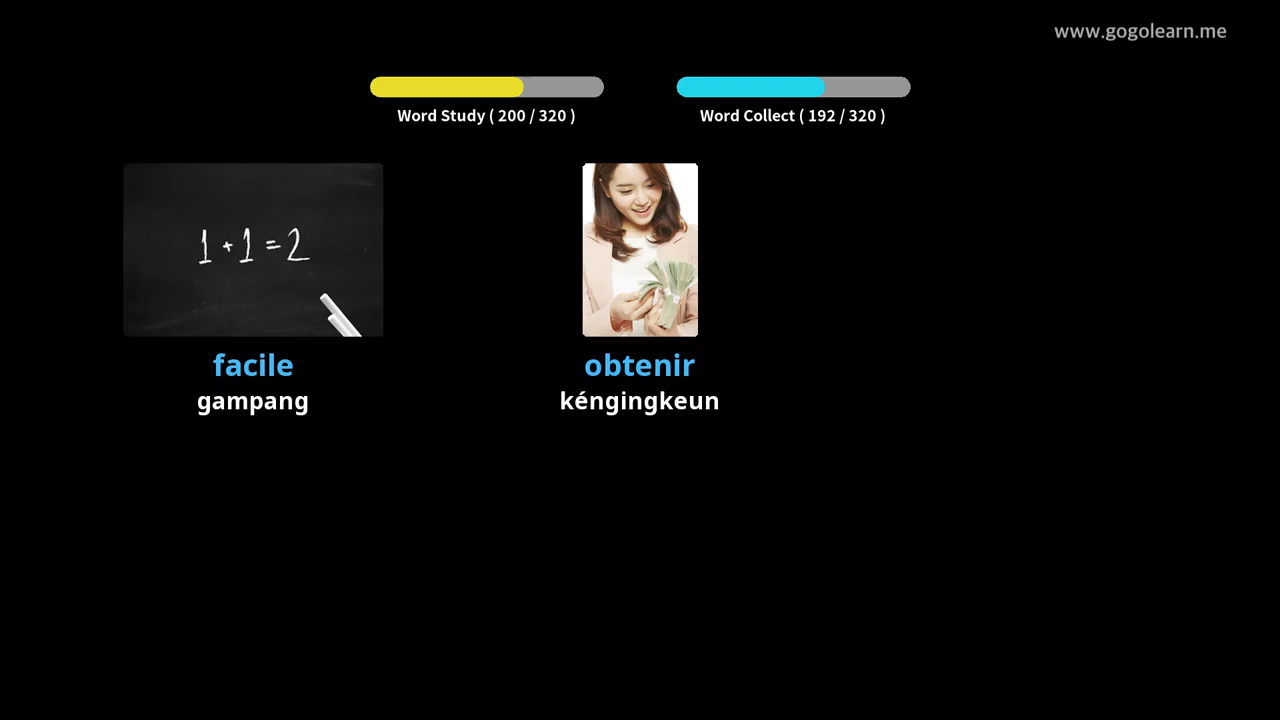 www.gogolearn.me
Word Study ( 200 / 320 )
Word Collect ( 192 / 320 )
1 + 1 = 2
facile
gampang
obtenir
kéngingkeun